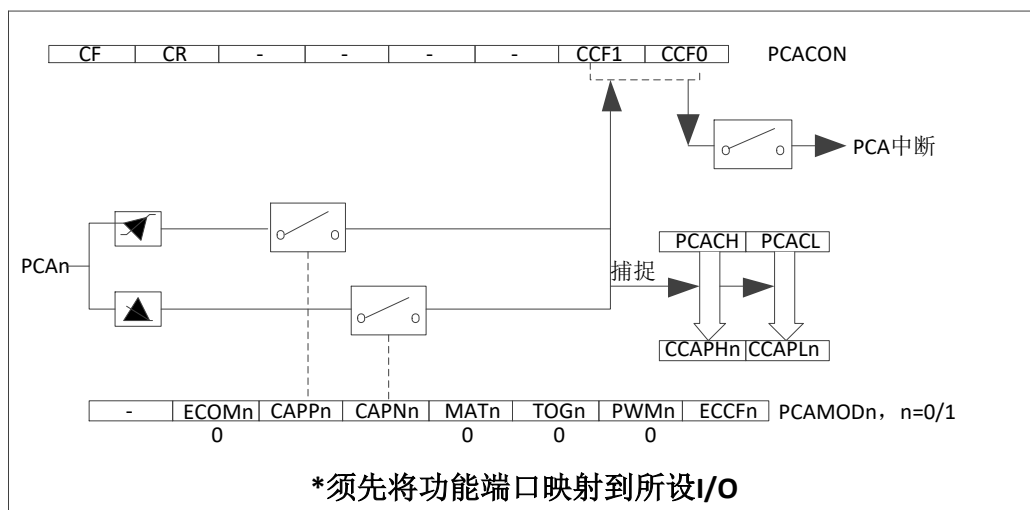 CF CR - - - - CCF1 CCF0 PCACON
PCA中断
PCACH PCACL
PCAn
捕捉
CCAPHn CCAPLn
- ECOMn CAPPn CAPNn MATn TOGn PWMn ECCFn PCAMODn，n=0/1
0 0 0 0
*须先将功能端口映射到所设I/O